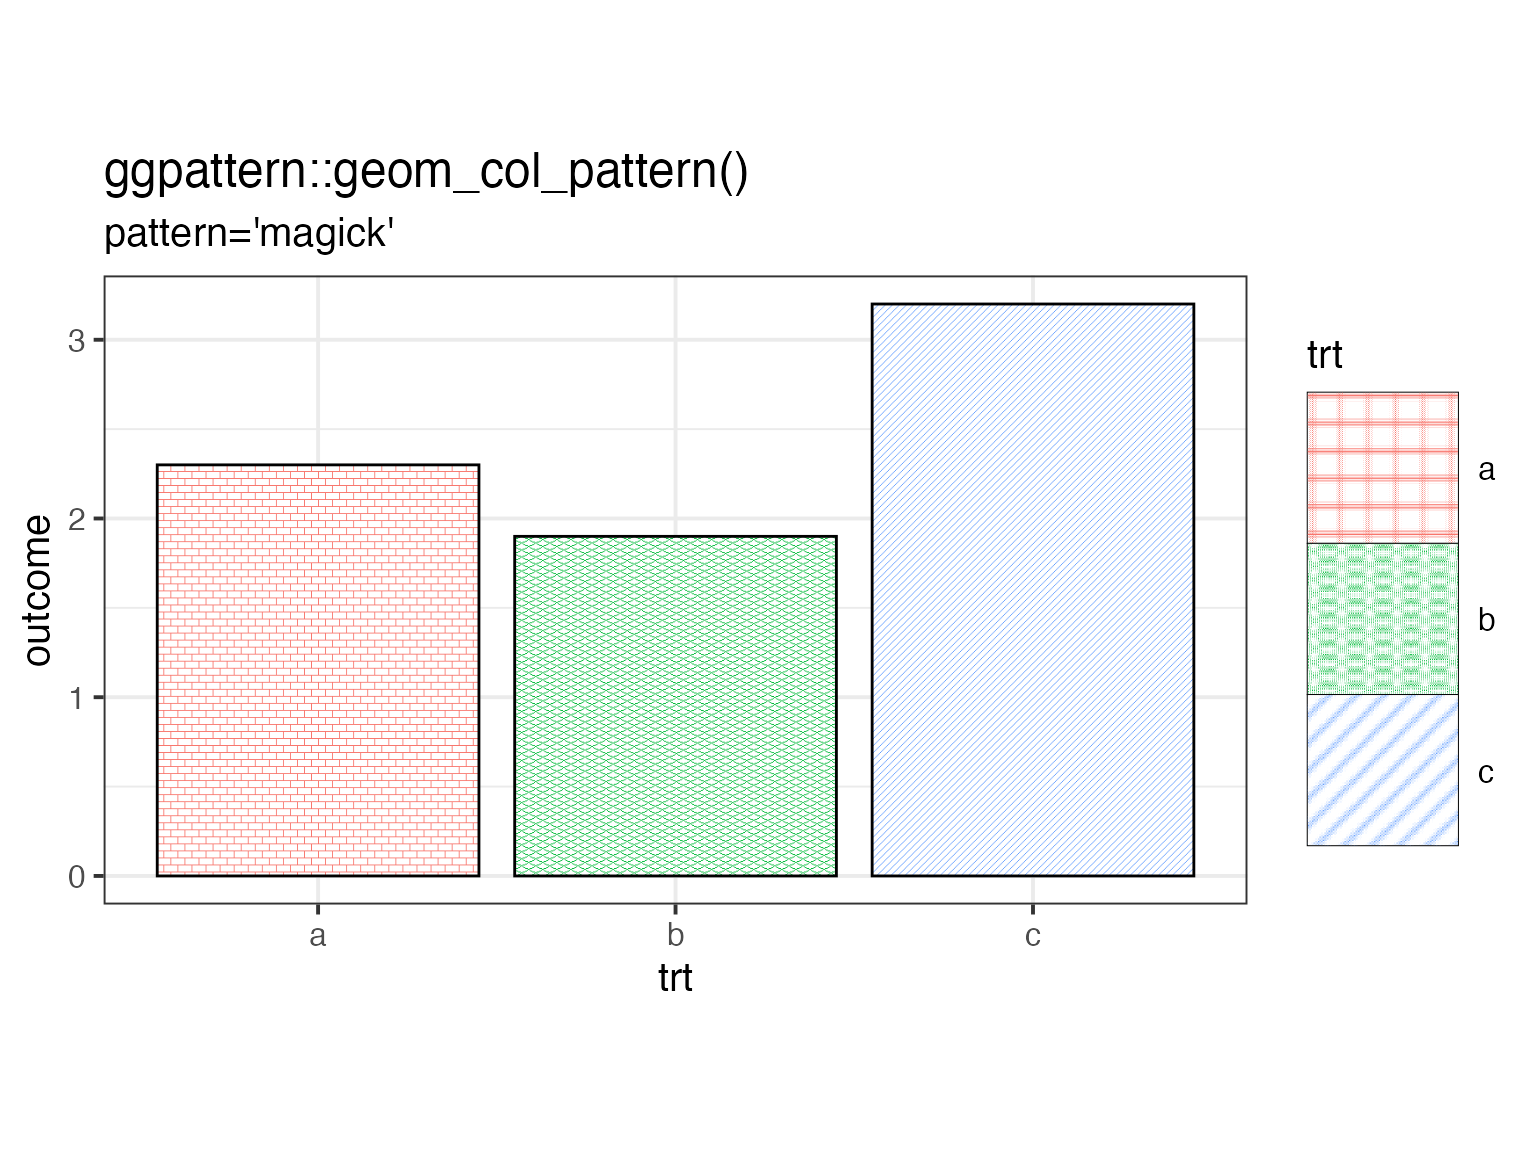 ggpattern::geom_col_pattern()
pattern='magick'
outcome
3
2
1
0
a
b
c
trt
trt
a
b
c